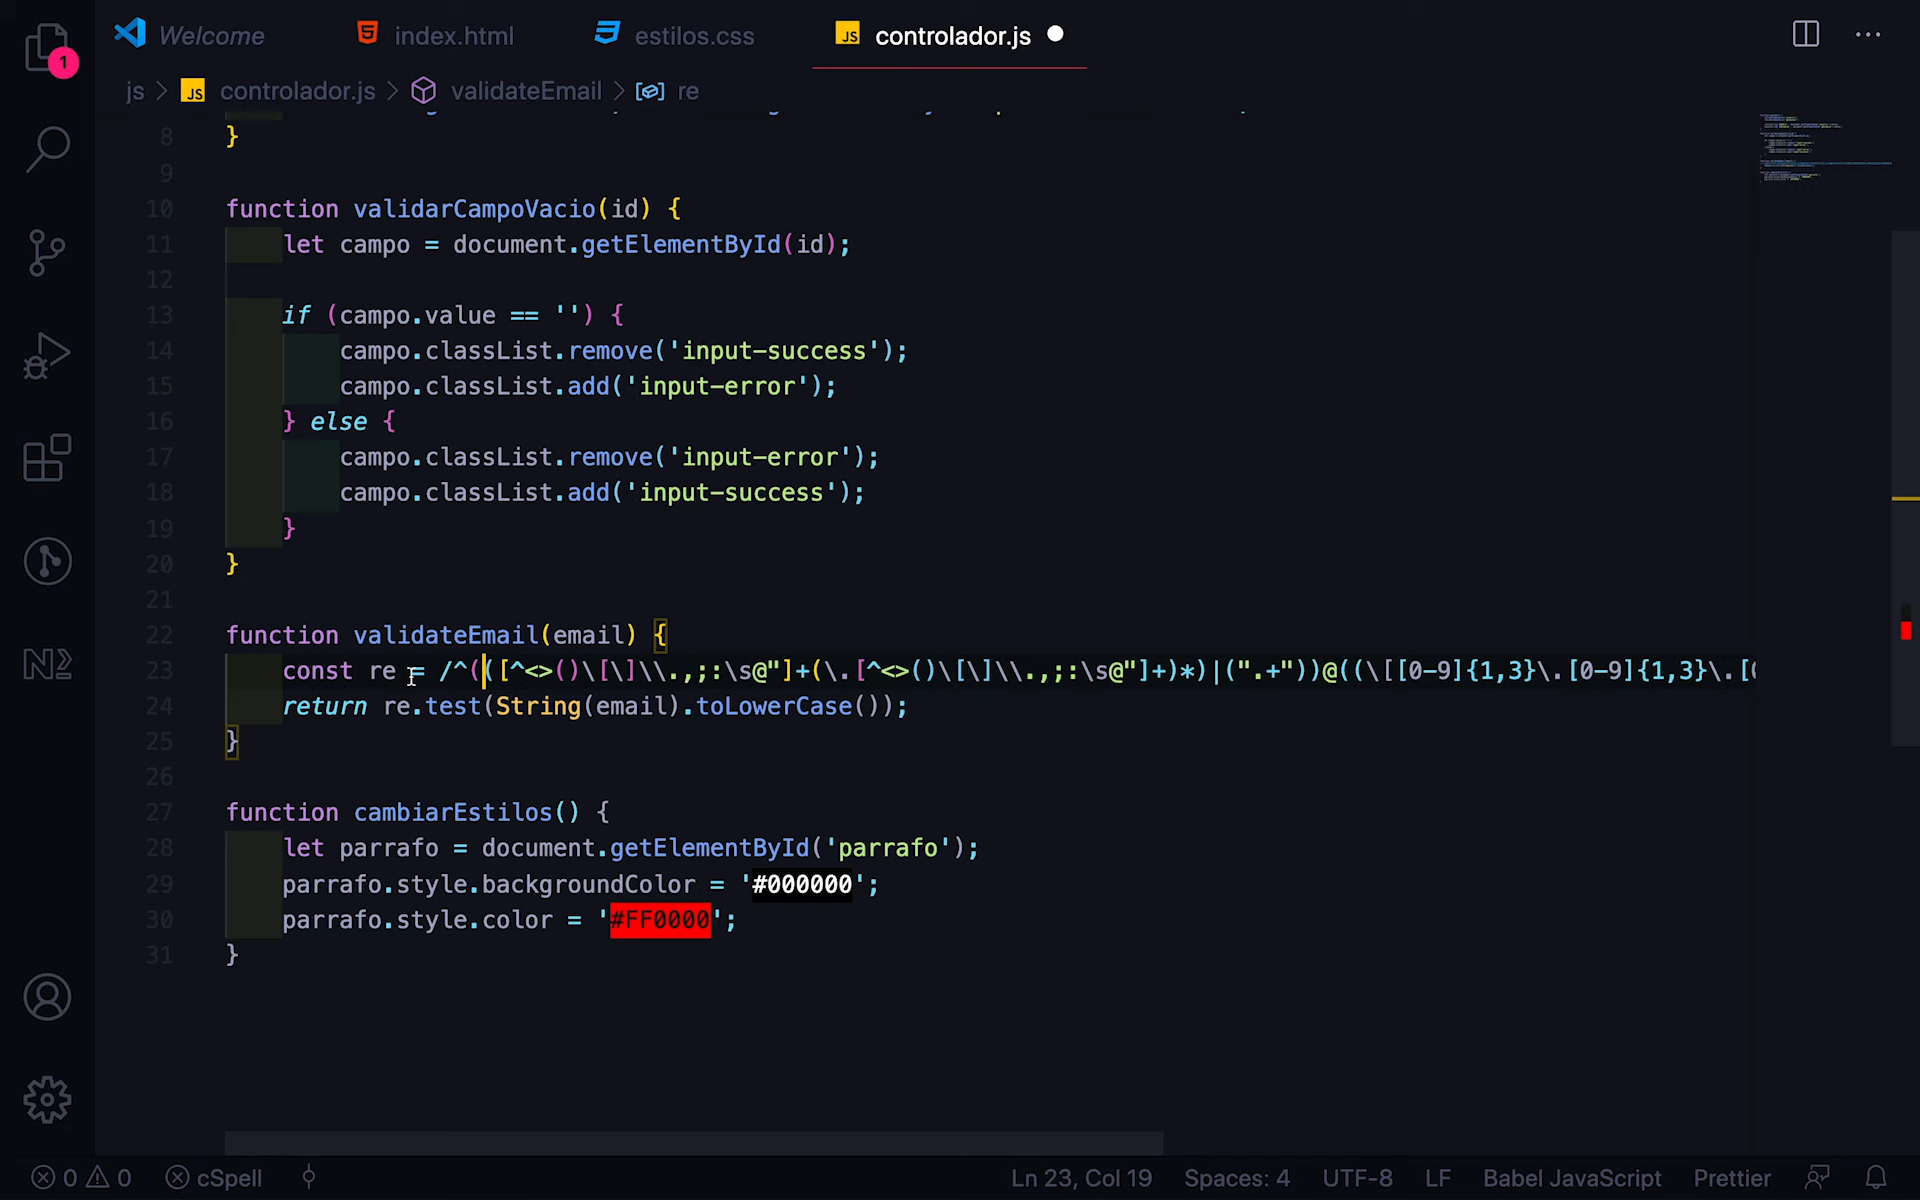 Welcome index.html estilos.css JS controlador.js
1
js > JS controlador.js > validateEmail > re
8 }
9
10 function validarCampoVacio(id) {
11 let campo = document.getElementById(id);
12
13 if (campo.value == '') {
14 campo.classList.remove('input-success');
15 campo.classList.add('input-error');
16 } else {
17 campo.classList.remove('input-error');
18 campo.classList.add('input-success');
19 }
20 }
21
22 function validateEmail(email) {
23 const re = /^(([^<>()\[\]\\.,;:\s@"]+(\.[^<>()\[\]\\.,;:\s@"]+)*)|(".+"))@((\[[0-9]{1,3}\.[0-9]{1,3}\.[
24 return re.test(String(email).toLowerCase());
25 }
26
27 function cambiarEstilos() {
28 let parrafo = document.getElementById('parrafo');
29 parrafo.style.backgroundColor = '#000000';
30 parrafo.style.color = '#FF0000';
31 }
0 0 cSpell Ln 23, Col 19 Spaces: 4 UTF-8 LF Babel JavaScript Prettier